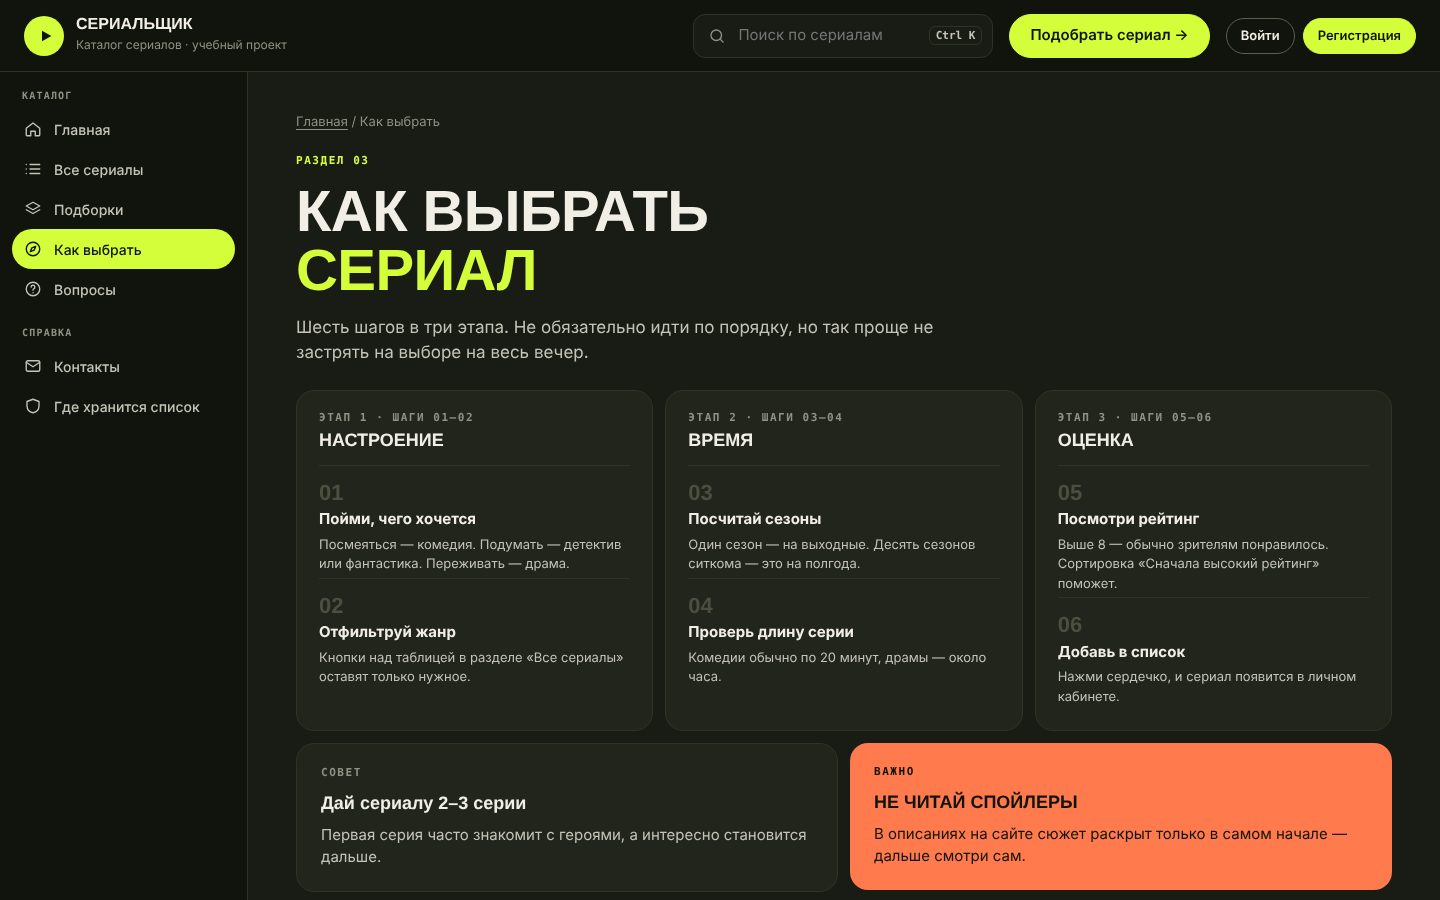 СЕРИАЛЬЩИК
Каталог сериалов · учебный проект
Поиск по сериалам
Ctrl K
Подобрать сериал →
Войти
Регистрация
КАТАЛОГ
Главная
Все сериалы
Подборки
Как выбрать
Вопросы
СПРАВКА
Контакты
Где хранится список
Главная / Как выбрать
РАЗДЕЛ 03
КАК ВЫБРАТЬ
СЕРИАЛ
Шесть шагов в три этапа. Не обязательно идти по порядку, но так проще не
застрять на выборе на весь вечер.
ЭТАП 1 · ШАГИ 01–02
НАСТРОЕНИЕ
01
Пойми, чего хочется
Посмеяться — комедия. Подумать — детектив
или фантастика. Переживать — драма.
02
Отфильтруй жанр
Кнопки над таблицей в разделе «Все сериалы»
оставят только нужное.
ЭТАП 2 · ШАГИ 03–04
ВРЕМЯ
03
Посчитай сезоны
Один сезон — на выходные. Десять сезонов
ситкома — это на полгода.
04
Проверь длину серии
Комедии обычно по 20 минут, драмы — около
часа.
ЭТАП 3 · ШАГИ 05–06
ОЦЕНКА
05
Посмотри рейтинг
Выше 8 — обычно зрителям понравилось.
Сортировка «Сначала высокий рейтинг»
поможет.
06
Добавь в список
Нажми сердечко, и сериал появится в личном
кабинете.
СОВЕТ
Дай сериалу 2–3 серии
Первая серия часто знакомит с героями, а интересно становится
дальше.
ВАЖНО
НЕ ЧИТАЙ СПОЙЛЕРЫ
В описаниях на сайте сюжет раскрыт только в самом начале —
дальше смотри сам.